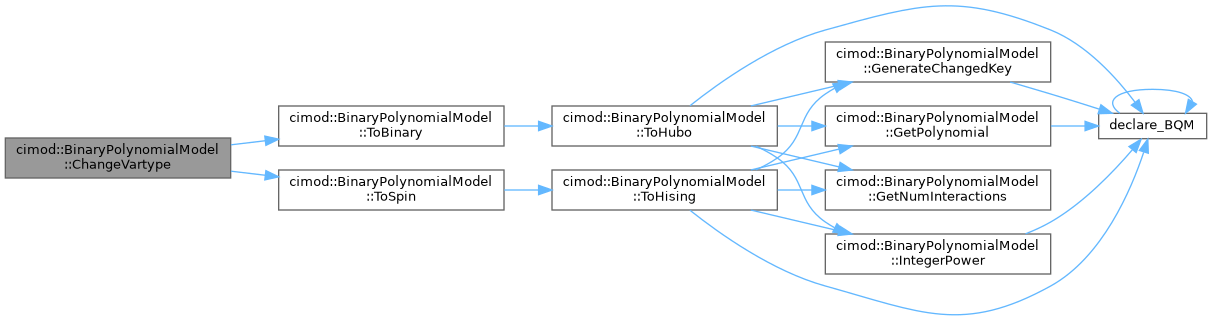 cimod::BinaryPolynomialModel
::ChangeVartype
cimod::BinaryPolynomialModel
::ToBinary
cimod::BinaryPolynomialModel
::ToSpin
cimod::BinaryPolynomialModel
::ToHubo
cimod::BinaryPolynomialModel
::ToHising
cimod::BinaryPolynomialModel
::GenerateChangedKey
cimod::BinaryPolynomialModel
::GetPolynomial
cimod::BinaryPolynomialModel
::GetNumInteractions
cimod::BinaryPolynomialModel
::IntegerPower
declare_BQM